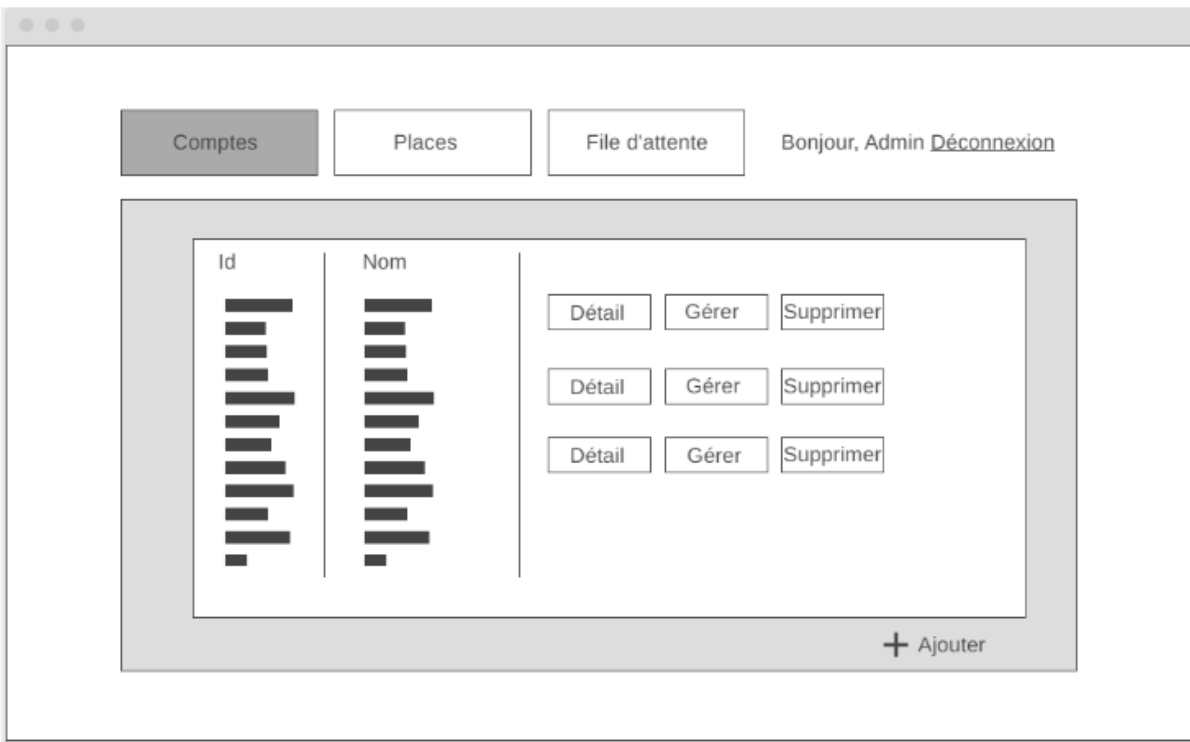 Comptes
Places
File d'attente
Bonjour, Admin Déconnexion
Id
Nom
Détail
Gérer
Supprimer
Détail
Gérer
Supprimer
Détail
Gérer
Supprimer
+ Ajouter